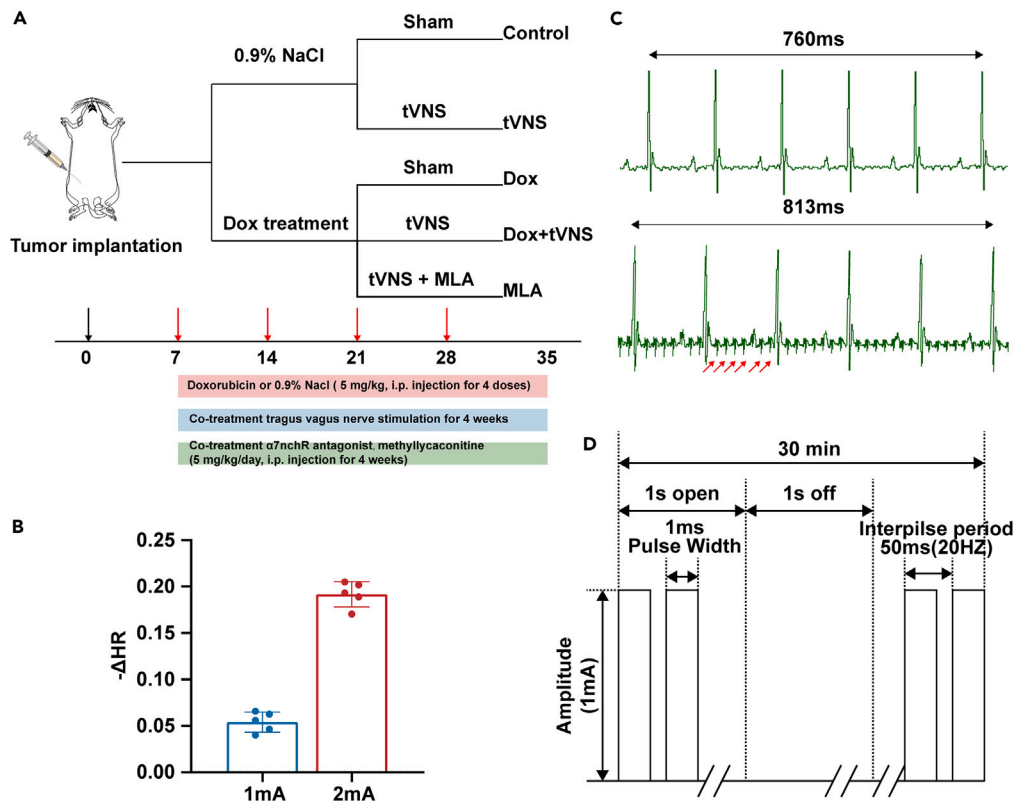 A
Sham
Control
0.9% NaCl
tVNS
tVNS
Sham
Dox
Dox treatment
tVNS
Dox+tVNS
tVNS + MLA
MLA
Tumor implantation
0 7 14 21 28 35
Doxorubicin or 0.9% Nacl ( 5 mg/kg, i.p. injection for 4 doses)
Co-treatment tragus vagus nerve stimulation for 4 weeks
Co-treatment α7nchR antagonist, methyllycaconitine
(5 mg/kg/day, i.p. injection for 4 weeks)
B
-ΔHR
0.25
0.20
0.15
0.10
0.05
0.00
1mA 2mA
C
760ms
813ms
D
30 min
1s open 1s off
1ms
Pulse Width
Interpilse period
50ms(20HZ)
Amplitude
(1mA)